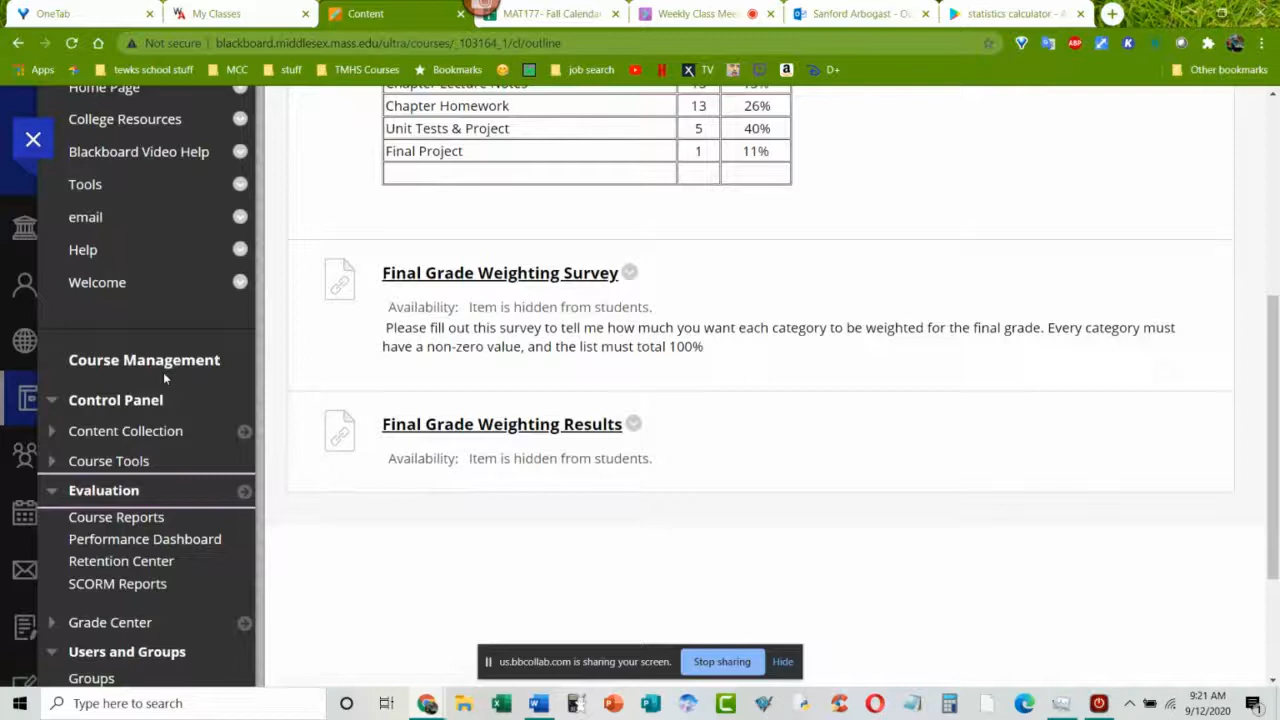 OneTab
My Classes
Content
MAT177- Fall Calenda
Weekly Class Mee
Sanford Arbogast - Ou
statistics calculator - A
Not secure | blackboard.middlesex.mass.edu/ultra/courses/_103164_1/cl/outline
Apps
tewks school stuff
MCC
stuff
TMHS Courses
Bookmarks
job search
TV
D+
Other bookmarks
Home Page
College Resources
Blackboard Video Help
Tools
email
Help
Welcome
Course Management
Control Panel
Content Collection
Course Tools
Evaluation
Course Reports
Performance Dashboard
Retention Center
SCORM Reports
Grade Center
Users and Groups
Groups
Chapter Lecture Notes 13 13%
Chapter Homework 13 26%
Unit Tests & Project 5 40%
Final Project 1 11%
Final Grade Weighting Survey
Availability: Item is hidden from students.
Please fill out this survey to tell me how much you want each category to be weighted for the final grade. Every category must
have a non-zero value, and the list must total 100%
Final Grade Weighting Results
Availability: Item is hidden from students.
us.bbcollab.com is sharing your screen. Stop sharing Hide
Type here to search
9:21 AM
9/12/2020